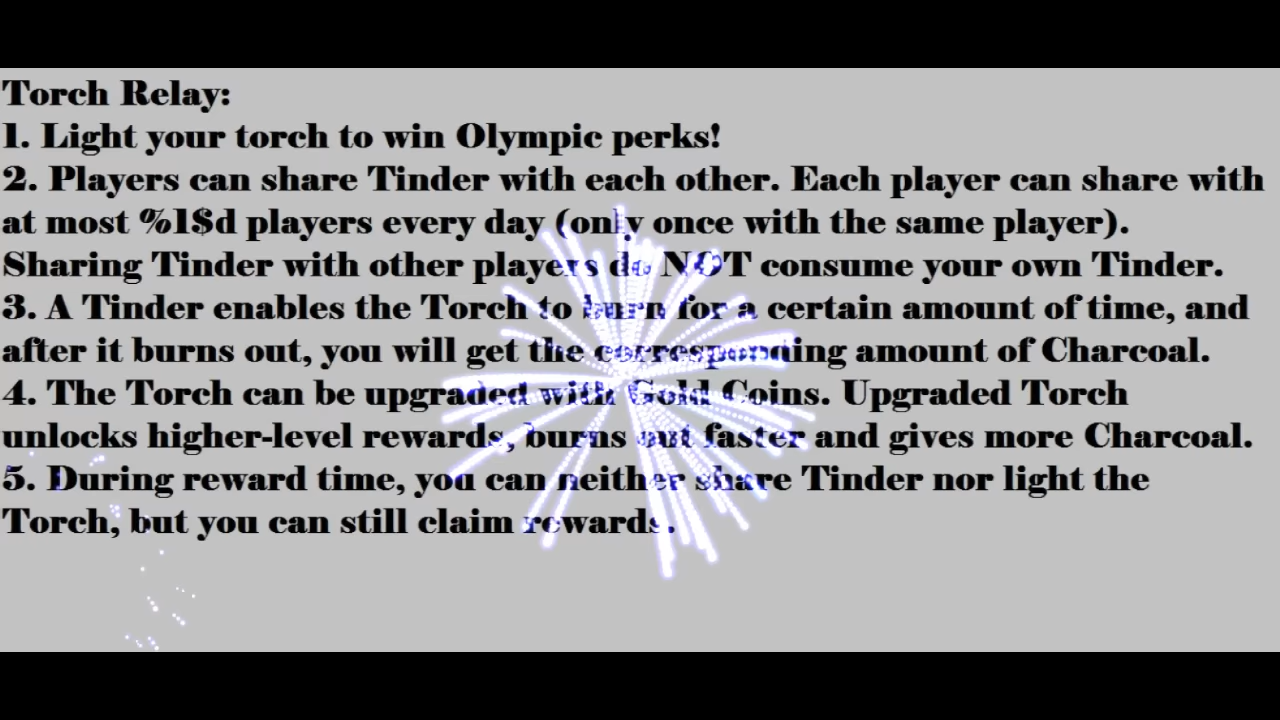 Torch Relay:
1. Light your torch to win Olympic perks!
2. Players can share Tinder with each other. Each player can share with
at most %1$d players every day (only once with the same player).
Sharing Tinder with other players do NOT consume your own Tinder.
3. A Tinder enables the Torch to burn for a certain amount of time, and
after it burns out, you will get the corresponding amount of Charcoal.
4. The Torch can be upgraded with Gold Coins. Upgraded Torch
unlocks higher-level rewards, burns out faster and gives more Charcoal.
5. During reward time, you can neither share Tinder nor light the
Torch, but you can still claim rewards.